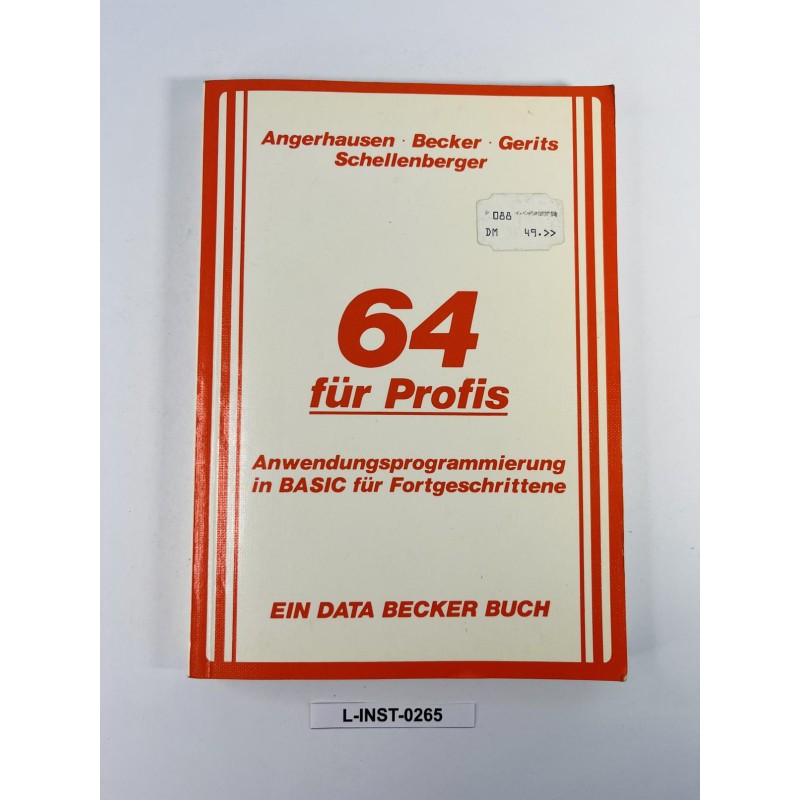 Angerhausen · Becker · Gerits
Schellenberger
088
DM 49.>>
64
für Profis
Anwendungsprogrammierung
in BASIC für Fortgeschrittene
EIN DATA BECKER BUCH
L-INST-0265